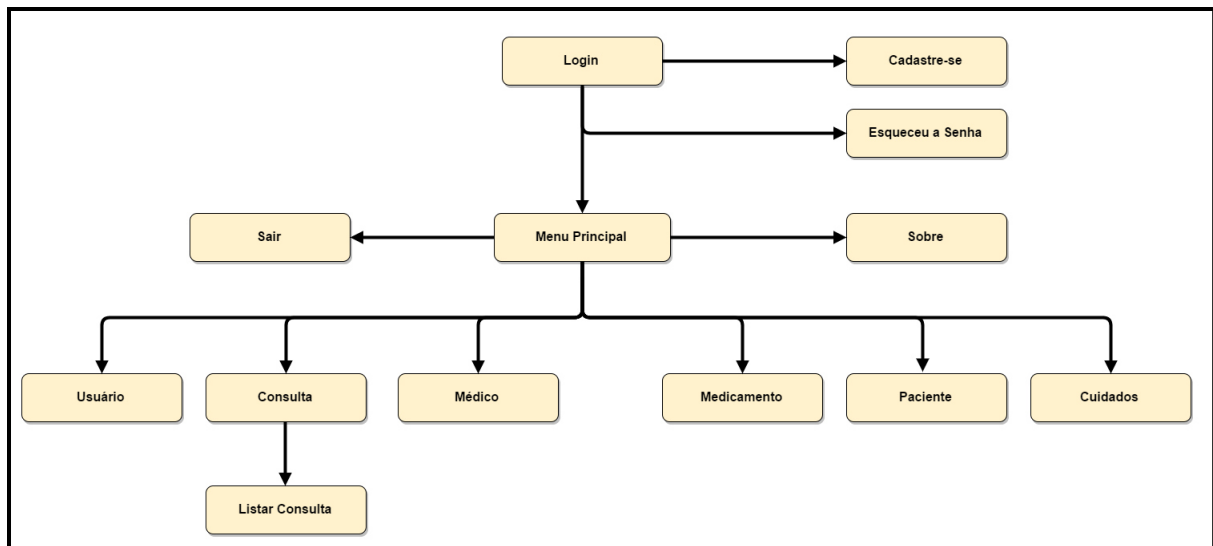 Login
Cadastre-se
Esqueceu a Senha
Sair
Menu Principal
Sobre
Usuário
Consulta
Médico
Medicamento
Paciente
Cuidados
Listar Consulta